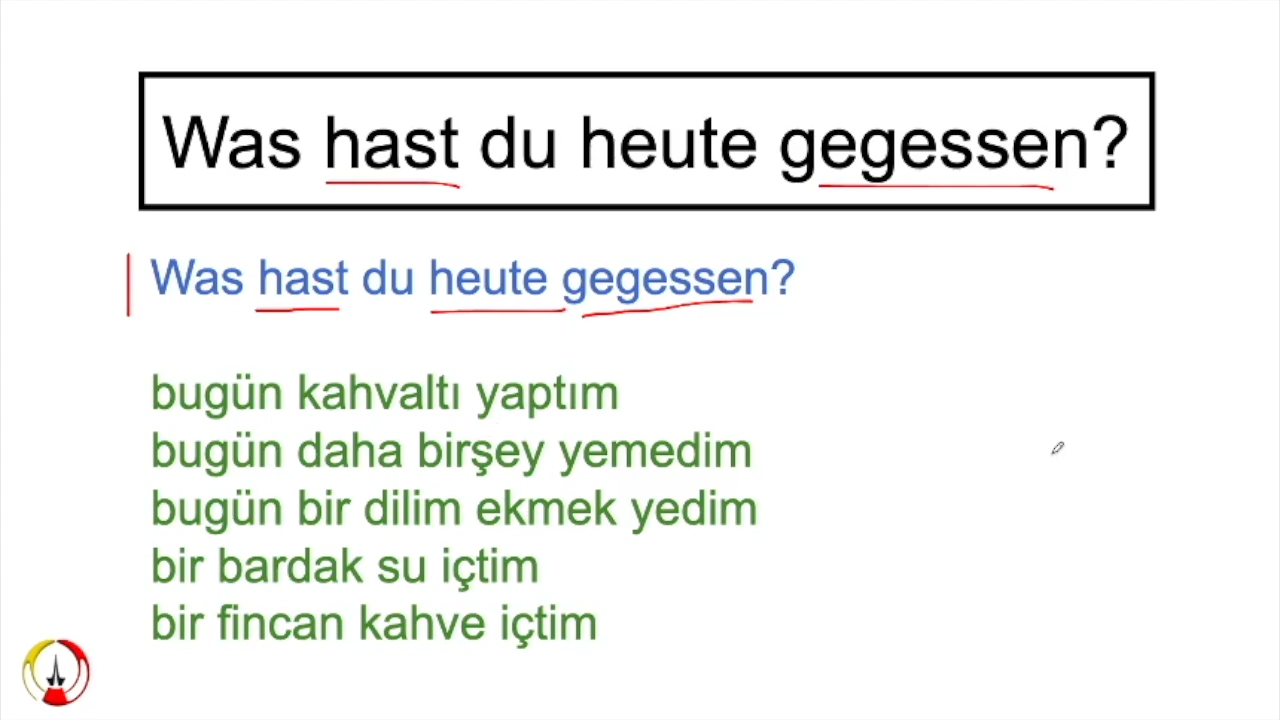 Was hast du heute gegessen?
Was hast du heute gegessen?
bugün kahvaltı yaptım
bugün daha birşey yemedim
bugün bir dilim ekmek yedim
bir bardak su içtim
bir fincan kahve içtim